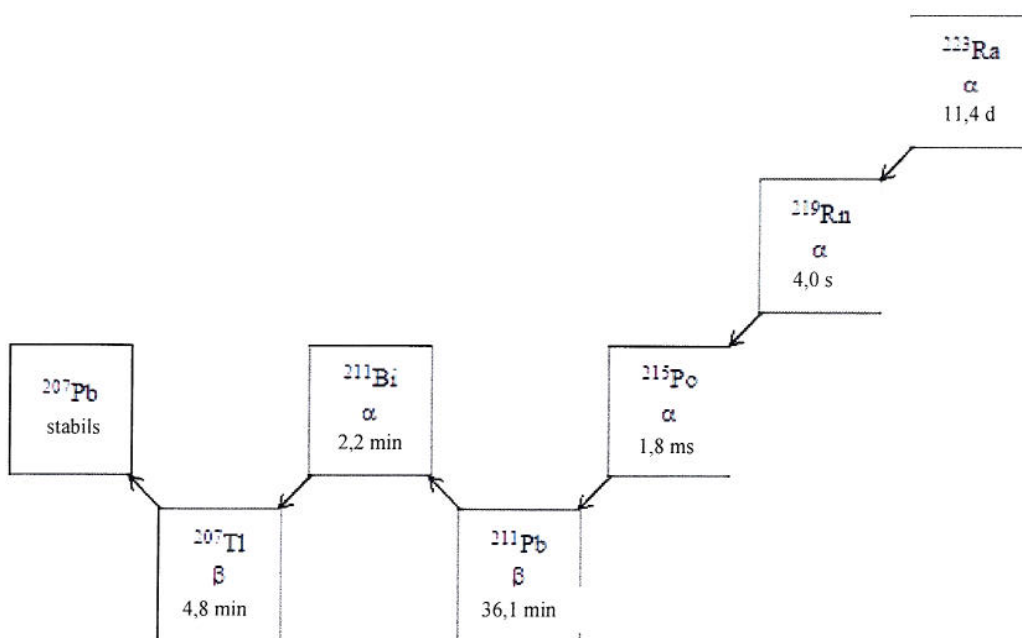 ²²³Ra
α
11,4 d
²¹⁹Rn
α
4,0 s
²⁰⁷Pb
stabils
²¹¹Bi
α
2,2 min
²¹⁵Po
α
1,8 ms
²⁰⁷Tl
β
4,8 min
²¹¹Pb
β
36,1 min